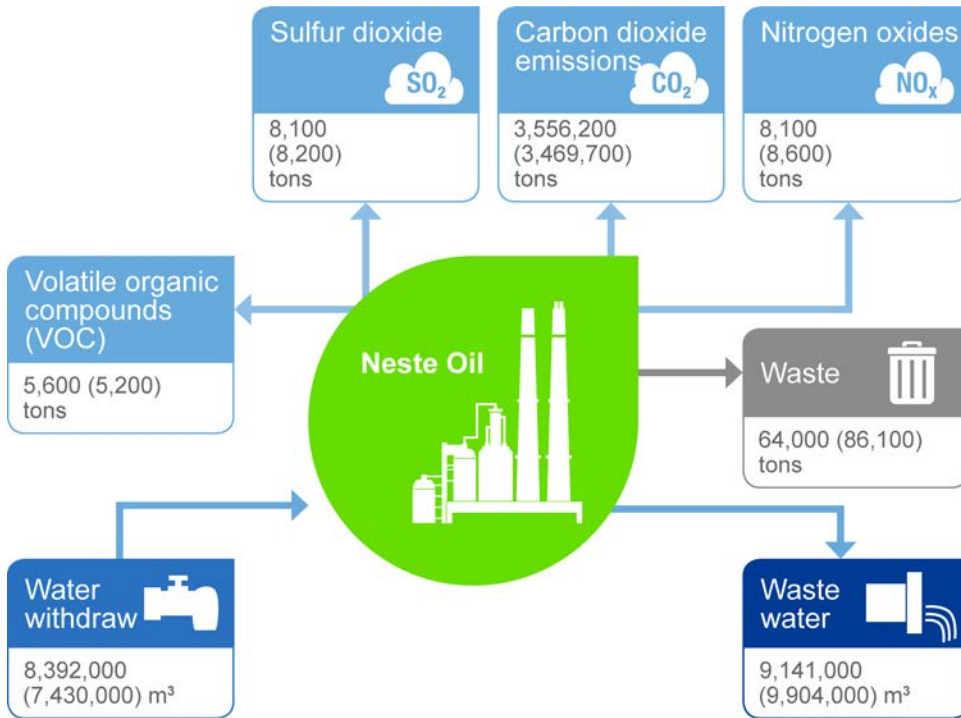 Sulfur dioxide
SO₂
8,100
(8,200)
tons
Carbon dioxide
emissions
CO₂
3,556,200
(3,469,700)
tons
Nitrogen oxides
NOₓ
8,100
(8,600)
tons
Volatile organic
compounds
(VOC)
5,600 (5,200)
tons
Neste Oil
Waste
64,000 (86,100)
tons
Water
withdraw
8,392,000
(7,430,000) m³
Waste
water
9,141,000
(9,904,000) m³